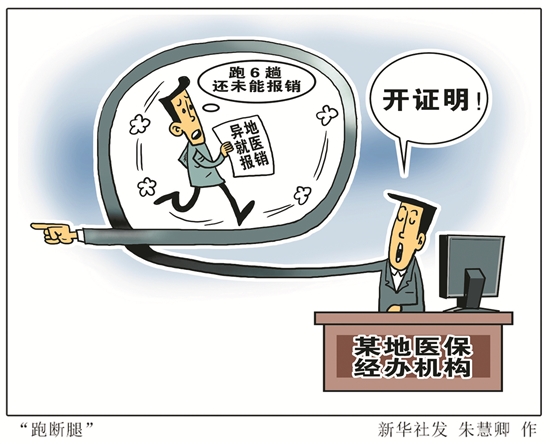 跑6趟
还未能报销
异地
就医
报销
开证明!
某地医保
经办机构
“跑断腿”
新华社发 朱慧卿 作